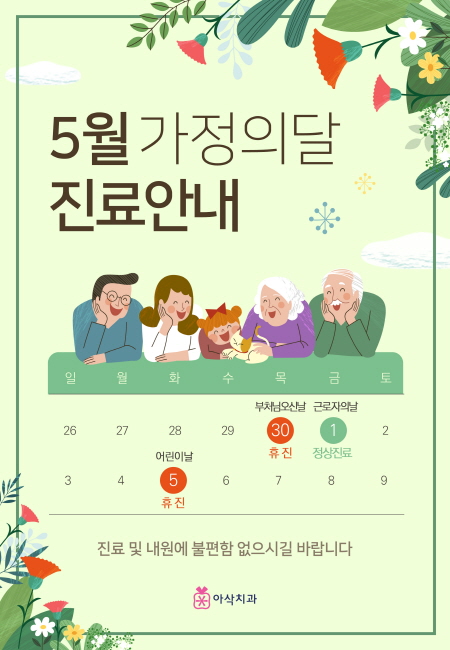 5월 가정의달
진료안내
일 월 화 수 목 금 토
부처님오신날 근로자의날
26 27 28 29 30 1 2
휴진 정상진료
어린이날
3 4 5 6 7 8 9
휴진
진료 및 내원에 불편함 없으시길 바랍니다
아삭치과